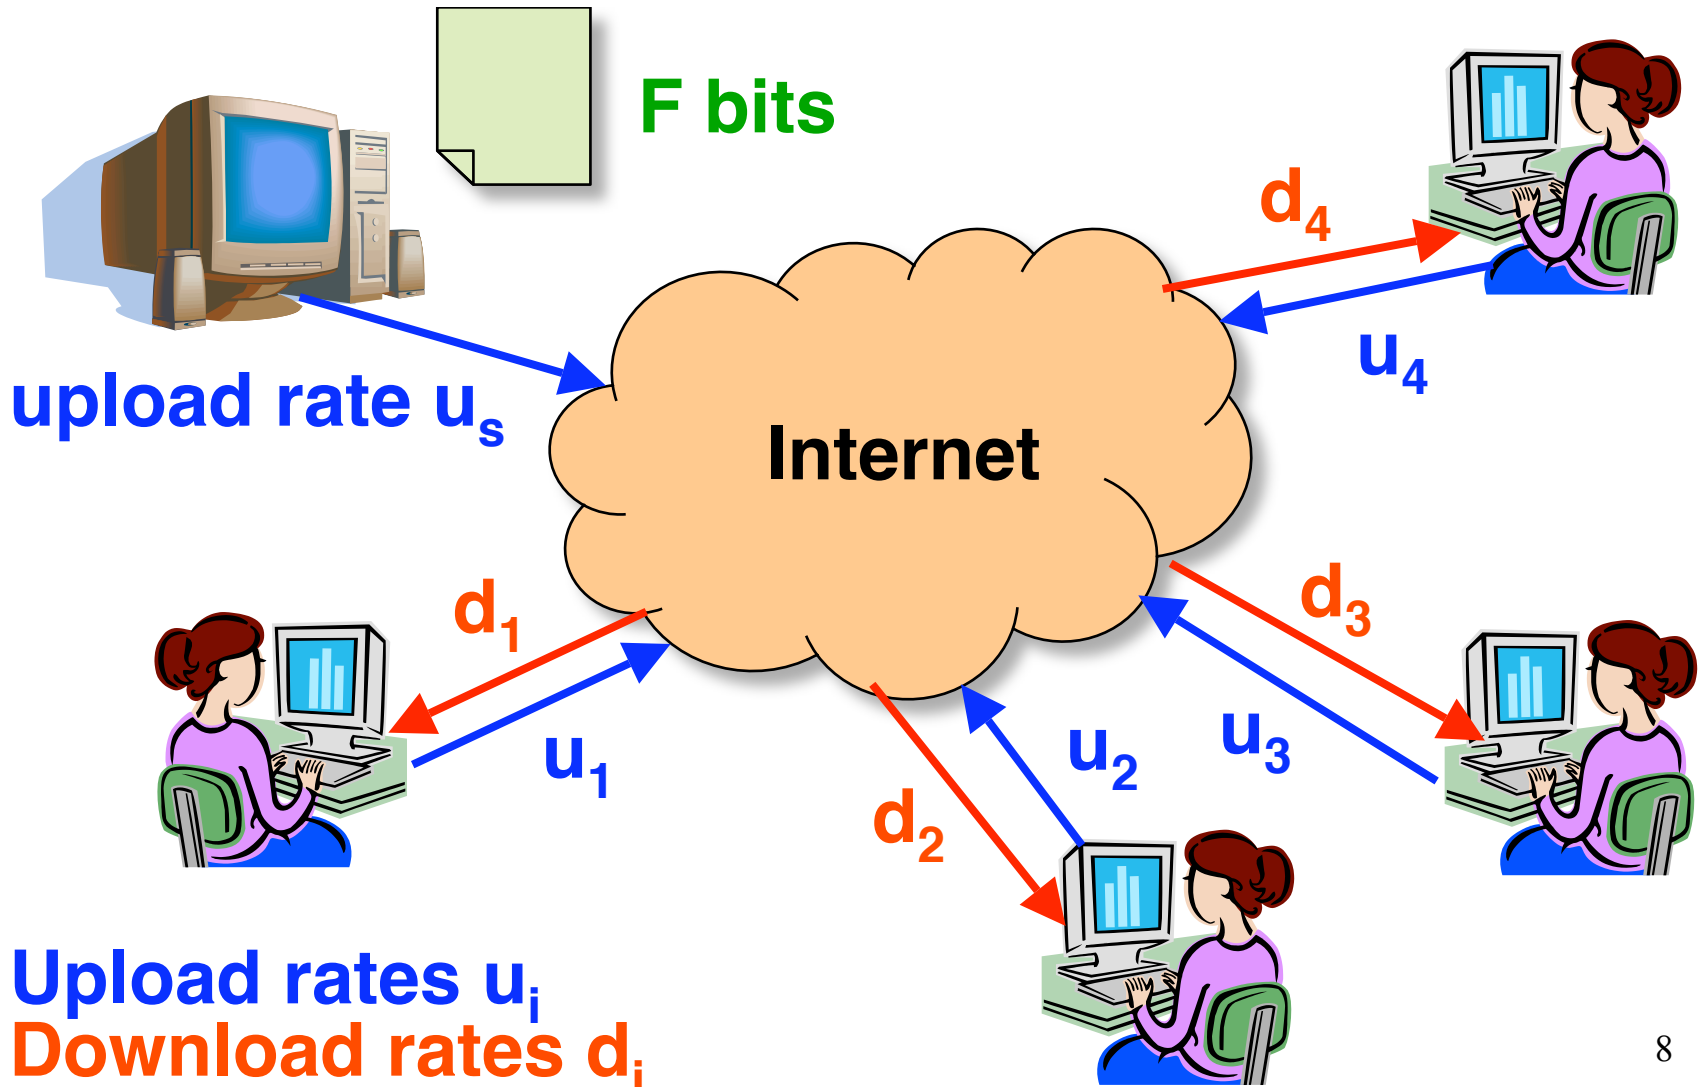 F bits
d₄
u₄
upload rate uₛ
Internet
d₁
d₃
u₁
u₂
u₃
d₂
Upload rates uᵢ
Download rates dᵢ
8